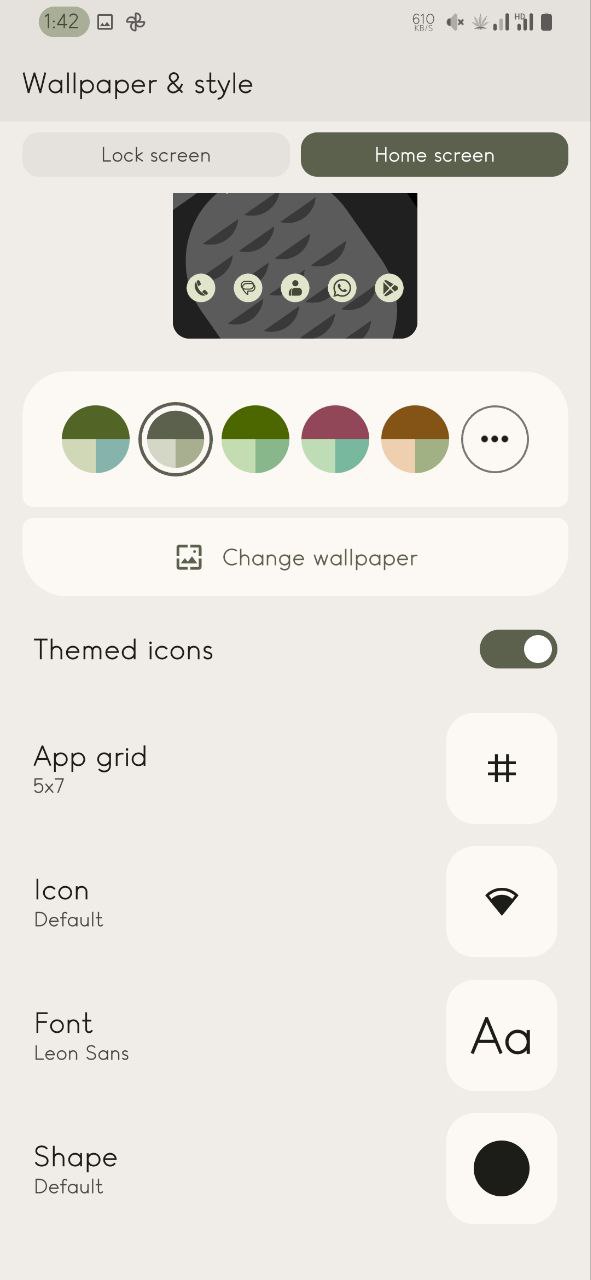 1:42
610
KB/S
HD
Wallpaper & style
Lock screen
Home screen
Change wallpaper
Themed icons
App grid
5x7
Icon
Default
Font
Leon Sans
Aa
Shape
Default